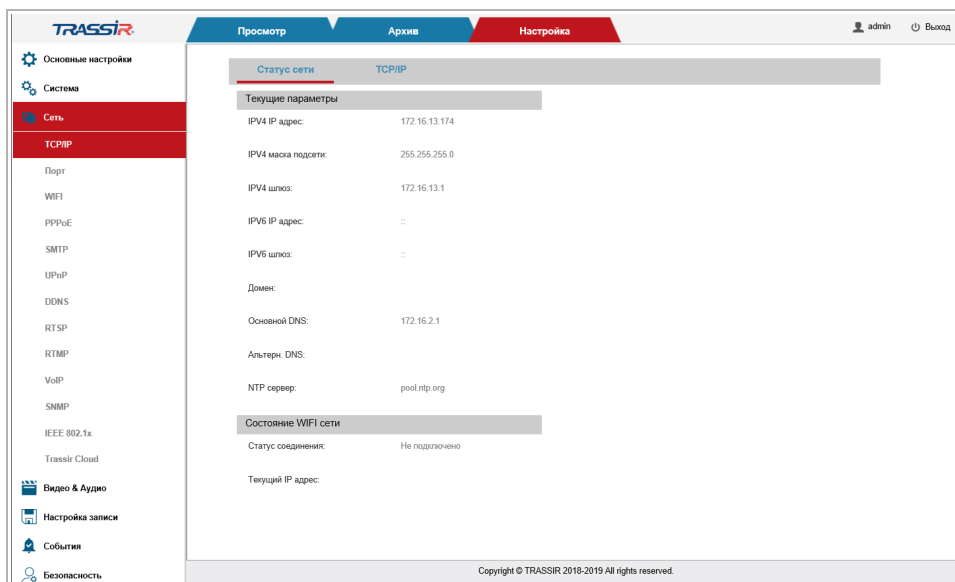 TRASSIR
Просмотр
Архив
Настройка
admin
Выход
Основные настройки
Система
Сеть
TCP/IP
Порт
WIFI
PPPoE
SMTP
UPnP
DDNS
RTSP
RTMP
VoIP
SNMP
IEEE 802.1x
Trassir Cloud
Видео & Аудио
Настройка записи
События
Безопасность
Статус сети
TCP/IP
Текущие параметры
IPV4 IP адрес: 172.16.13.174
IPV4 маска подсети: 255.255.255.0
IPV4 шлюз: 172.16.13.1
IPV6 IP адрес: ::
IPV6 шлюз: ::
Домен:
Основной DNS: 172.16.2.1
Альтерн. DNS:
NTP сервер: pool.ntp.org
Состояние WIFI сети
Статус соединения: Не подключено
Текущий IP адрес:
Copyright © TRASSIR 2018-2019 All rights reserved.